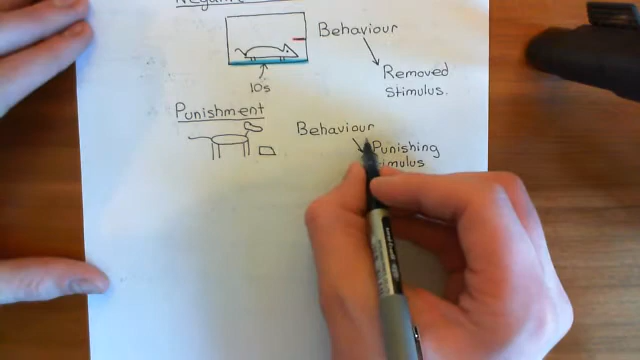 Behaviour
Removed
Stimulus.
10s
Punishment
Behaviour
Punishing